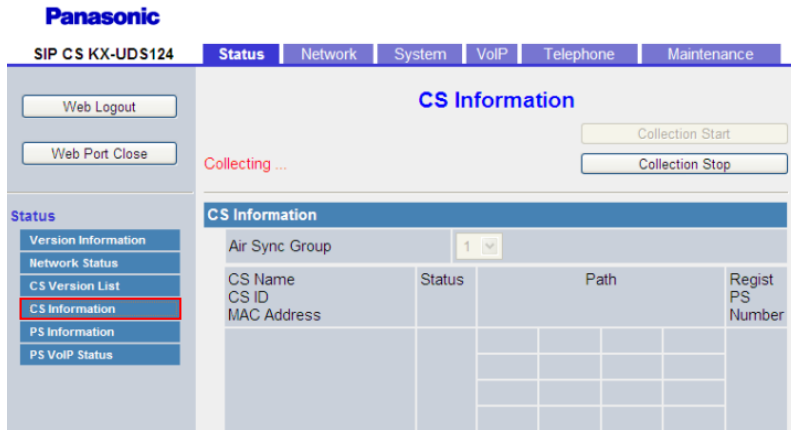 Panasonic
SIP CS KX-UDS124
Status Network System VoIP Telephone Maintenance
Web Logout
Web Port Close
CS Information
Collection Start
Collecting ...
Collection Stop
Status
Version Information
Network Status
CS Version List
CS Information
PS Information
PS VoIP Status
CS Information
Air Sync Group 1
CS Name
CS ID
MAC Address
Status
Path
Regist
PS
Number